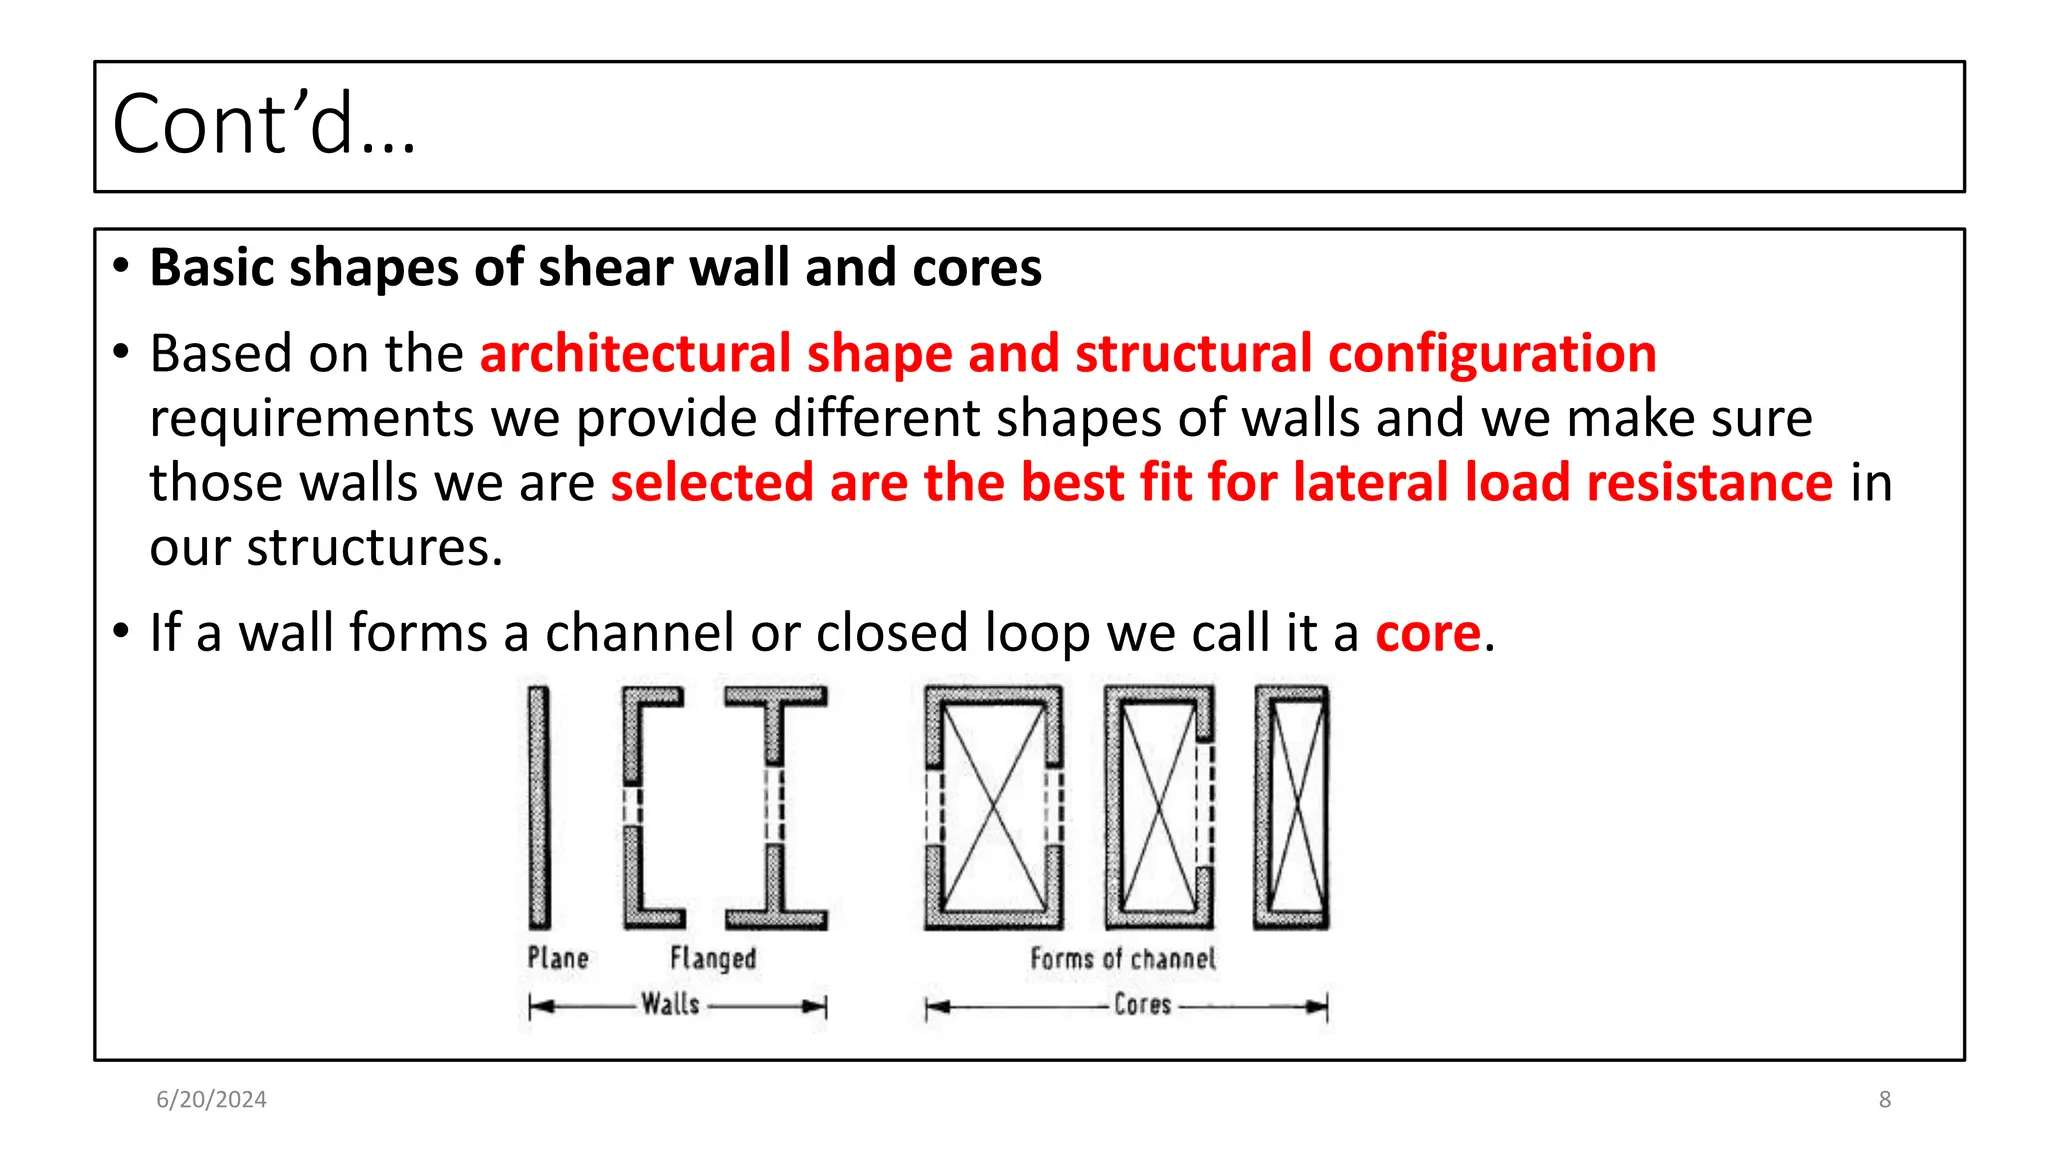 Cont’d…
• Basic shapes of shear wall and cores
• Based on the architectural shape and structural configuration
requirements we provide different shapes of walls and we make sure
those walls we are selected are the best fit for lateral load resistance in
our structures.
• If a wall forms a channel or closed loop we call it a core.
Plane Flanged Forms of channel
Walls Cores
6/20/2024 8